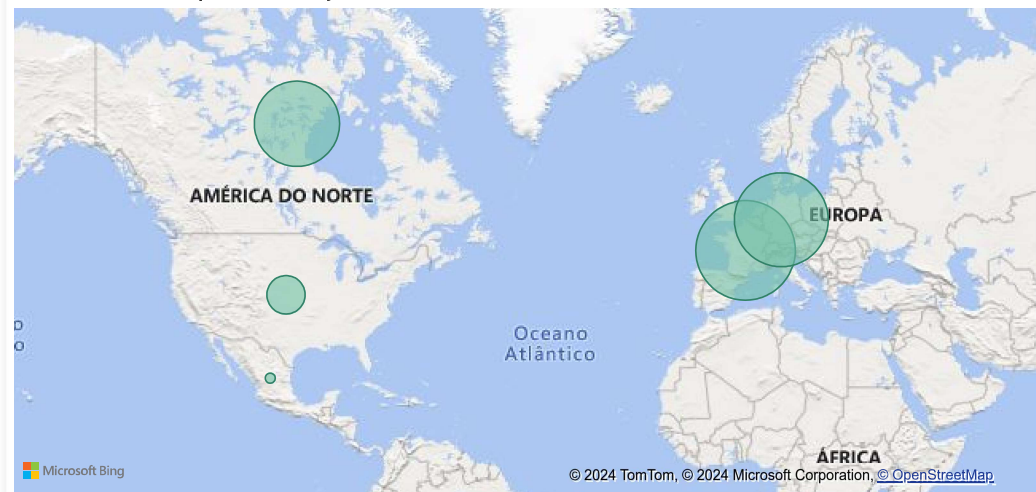 AMÉRICA DO NORTE
EUROPA
Oceano
Atlântico
o
ÁFRICA
Microsoft Bing
© 2024 TomTom, © 2024 Microsoft Corporation, © OpenStreetMap